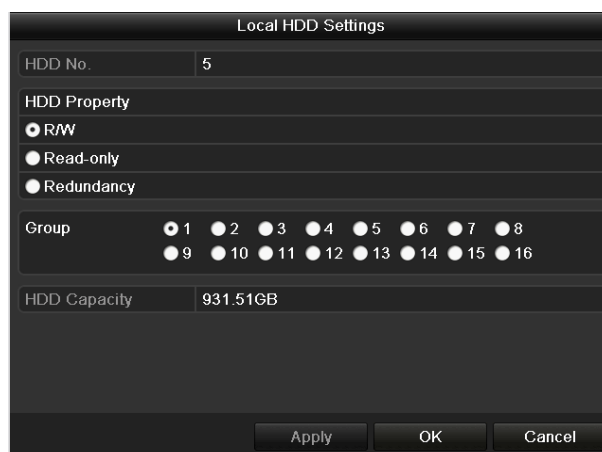 Local HDD Settings
HDD No. 5
HDD Property
R/W
Read-only
Redundancy
Group 1 2 3 4 5 6 7 8
9 10 11 12 13 14 15 16
HDD Capacity 931.51GB
Apply OK Cancel